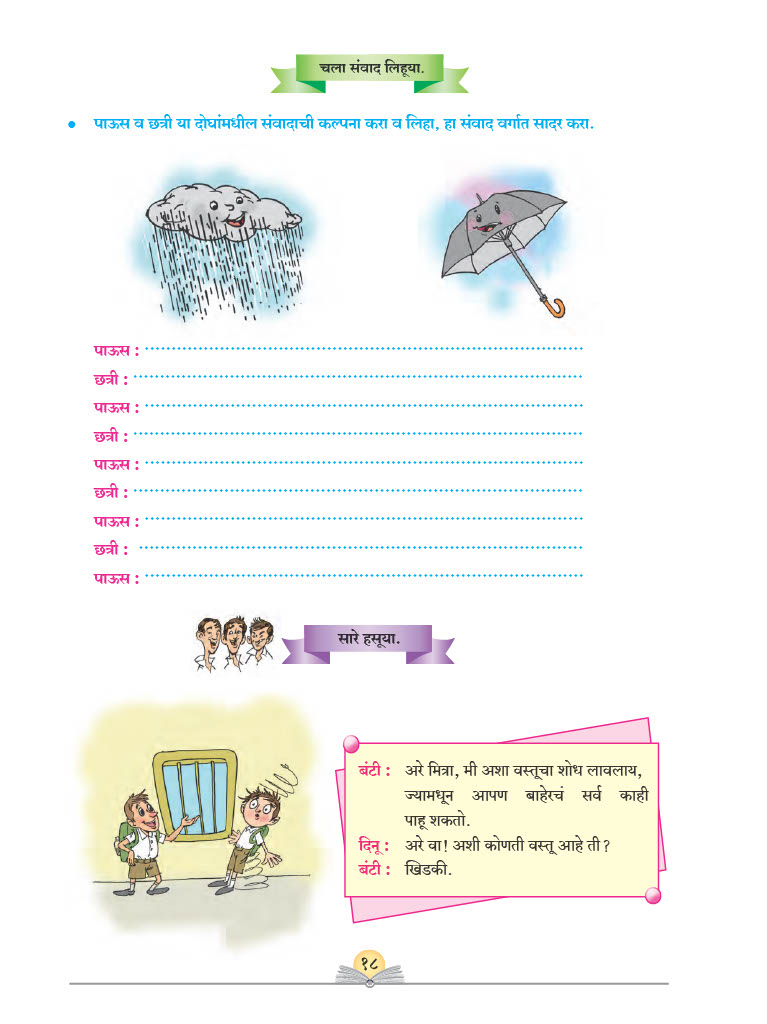 चला संवाद लिहूया.
● पाऊस व छत्री या दोघांमधील संवादाची कल्पना करा व लिहा, हा संवाद वर्गात सादर करा.
पाऊस : ............................................................
छत्री : ............................................................
पाऊस : ............................................................
छत्री : ............................................................
पाऊस : ............................................................
छत्री : ............................................................
पाऊस : ............................................................
छत्री : ............................................................
पाऊस : ............................................................
सारे हसूया.
बंटी : अरे मित्रा, मी अशा वस्तूचा शोध लावलाय,
ज्यामधून आपण बाहेरचं सर्व काही
पाहू शकतो.
दिनू : अरे वा! अशी कोणती वस्तू आहे ती?
बंटी : खिडकी.
१८